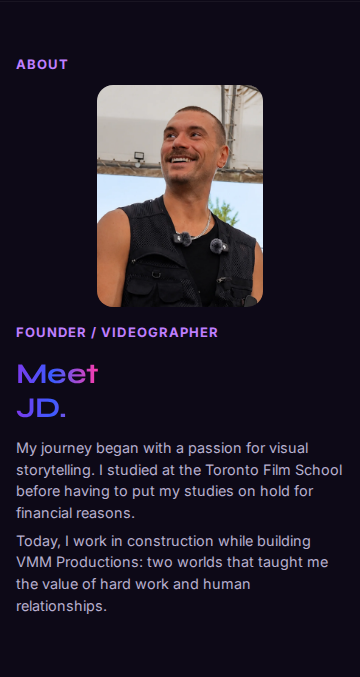 ABOUT
FOUNDER / VIDEOGRAPHER
Meet
JD.
My journey began with a passion for visual
storytelling. I studied at the Toronto Film School
before having to put my studies on hold for
financial reasons.
Today, I work in construction while building
VMM Productions: two worlds that taught me
the value of hard work and human
relationships.